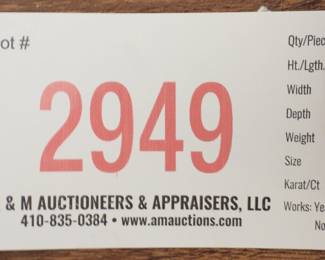 ot #
2949
& M AUCTIONEERS & APPRAISERS, LLC
410-835-0384 • www.amauctions.com
Qty/Piec
Ht./Lgth.
Width
Depth
Weight
Size
Karat/Ct
Works: Ye
No